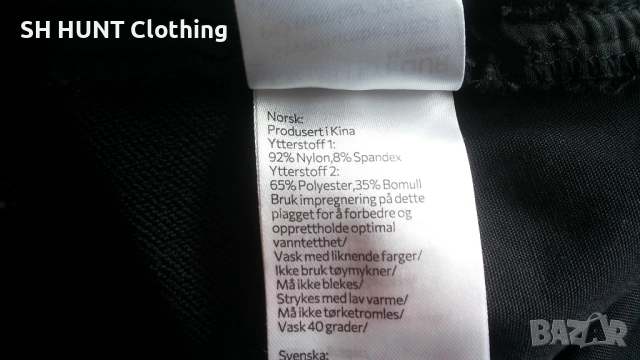 SH HUNT Clothing
Norsk:
Produsert i Kina
Ytterstoff 1:
92% Nylon,8% Spandex
Ytterstoff 2:
65% Polyester,35% Bomull
Bruk impregnering på dette
plagget for å forbedre og
opprettholde optimal
vanntetthet/
Vask med liknende farger/
Ikke bruk tøymykner/
Må ikke blekes/
Strykes med lav varme/
Må ikke tørketromles/
Vask 40 grader/
Svenska:
BAZAR